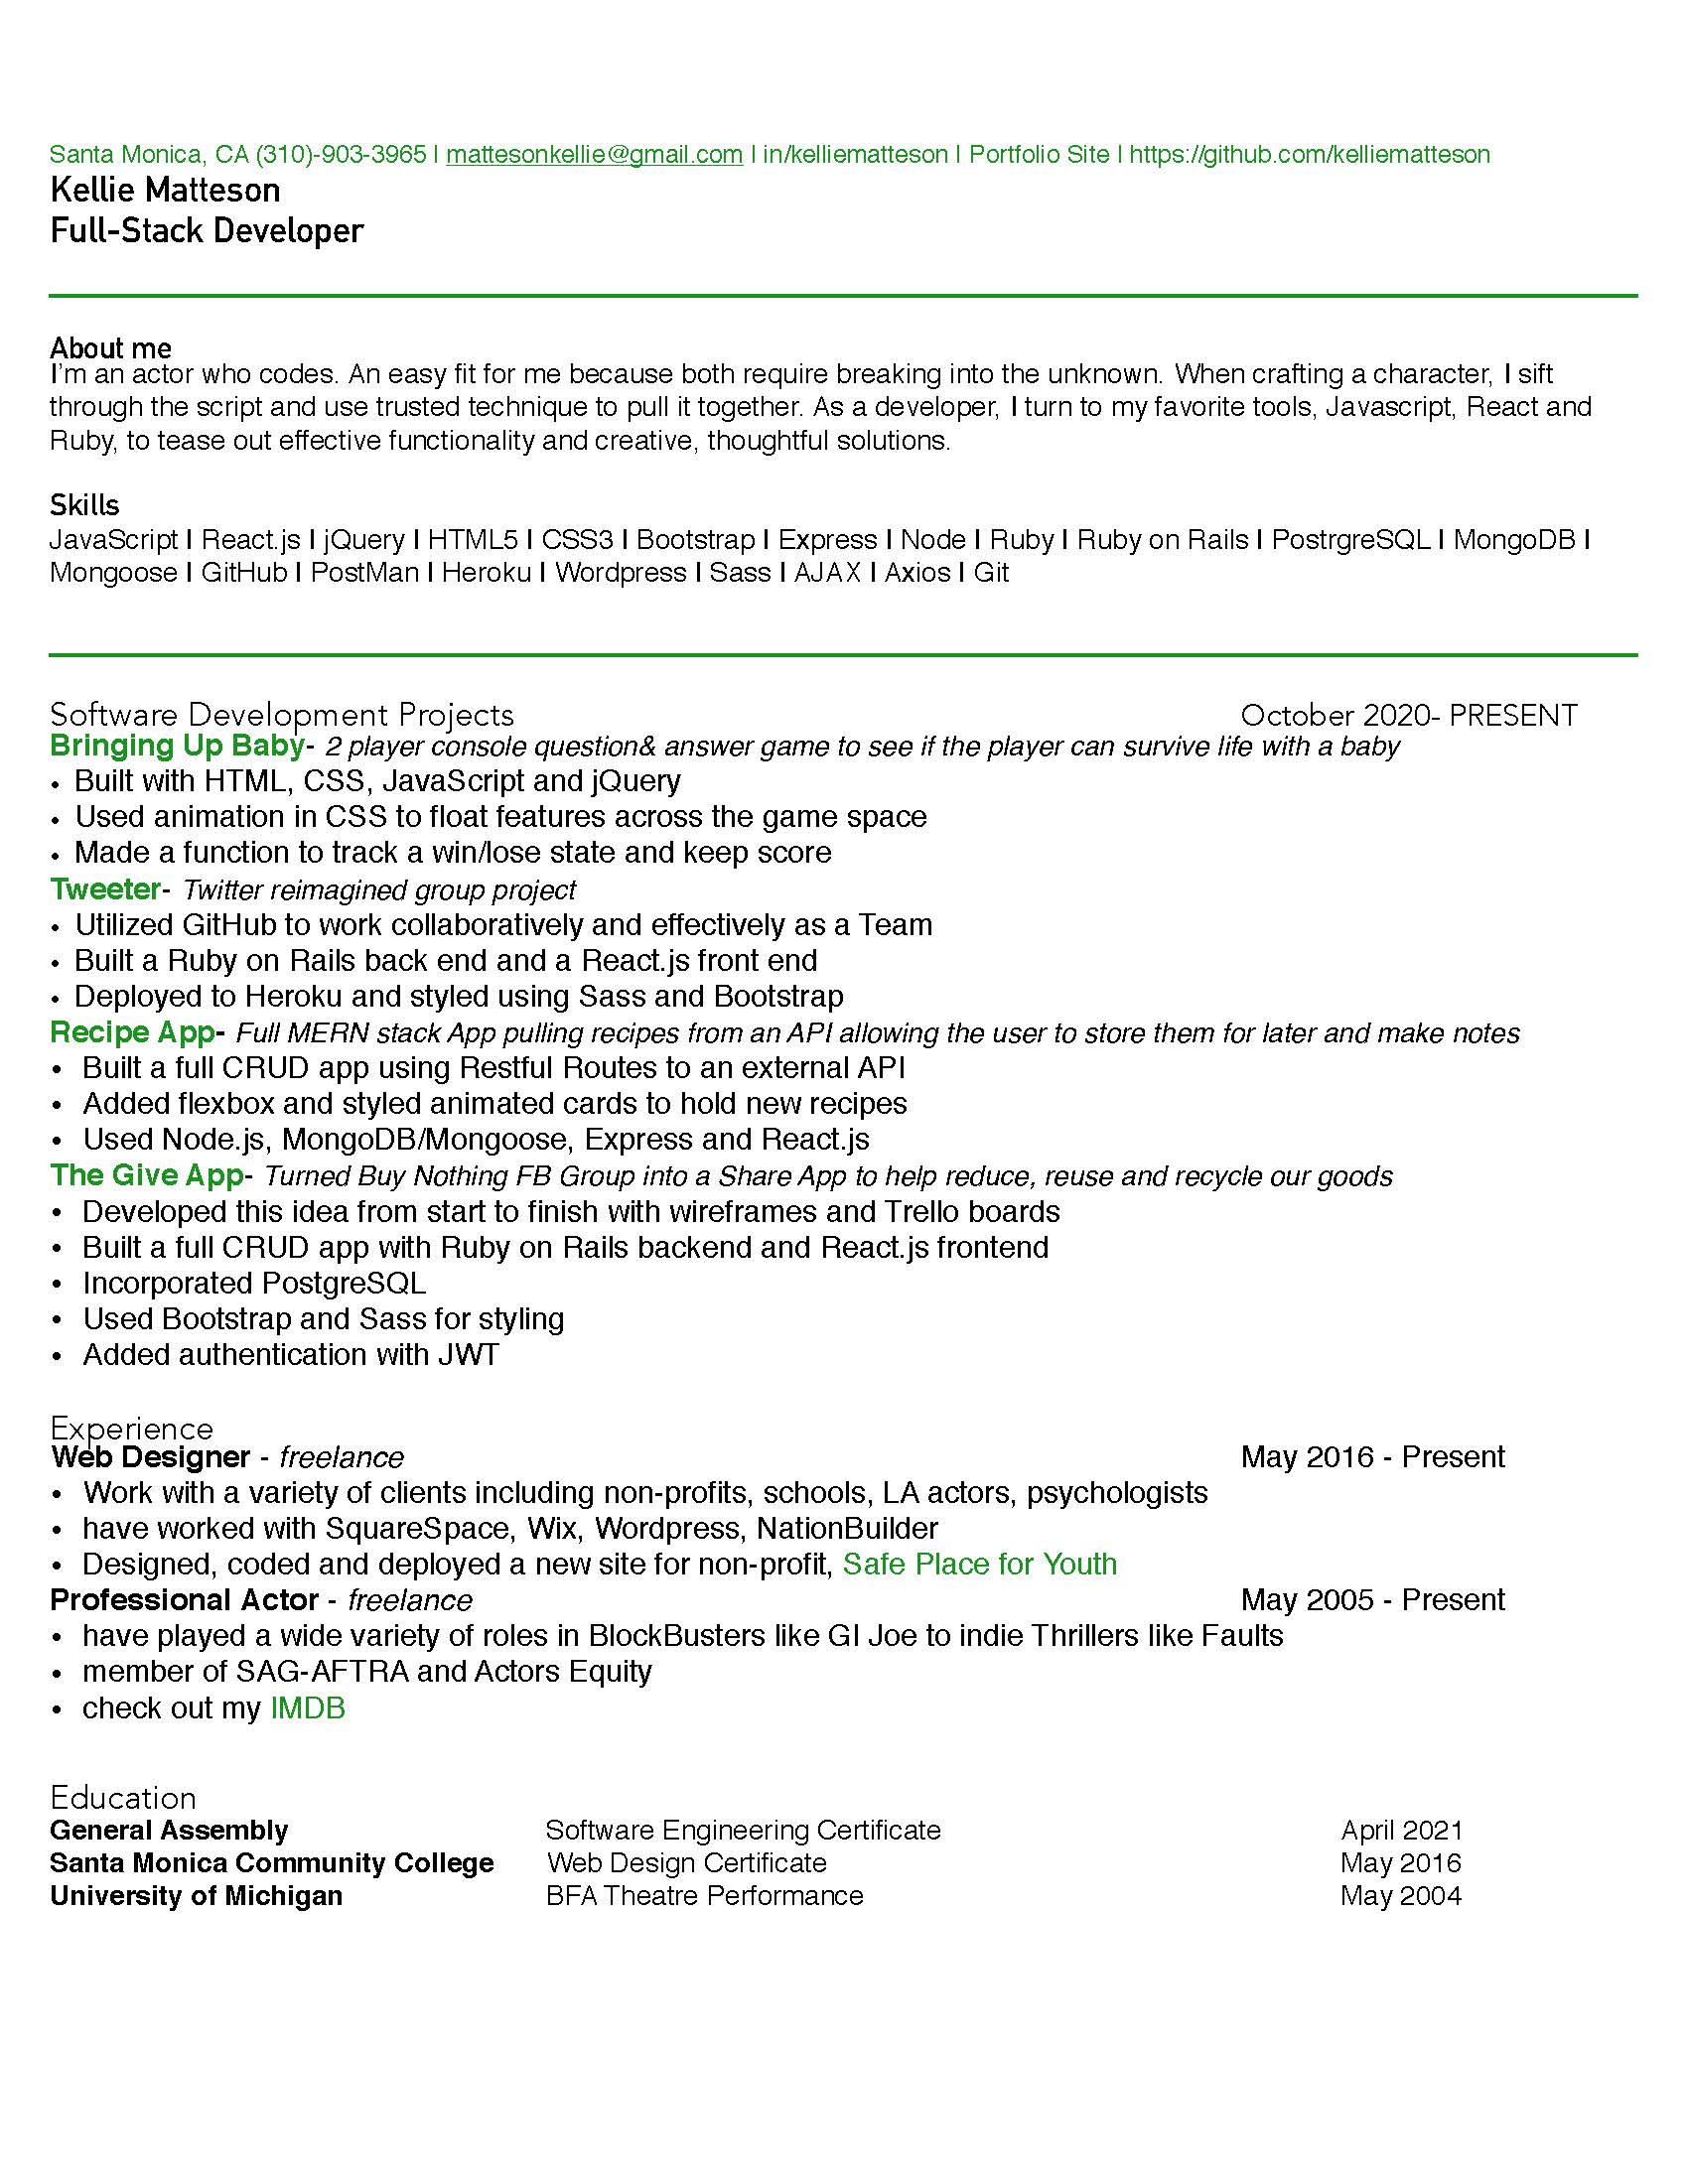 Santa Monica, CA (310)-903-3965 | mattesonkellie@gmail.com | in/kelliematteson | Portfolio Site | https://github.com/kelliematteson
Kellie Matteson
Full-Stack Developer
About me
I'm an actor who codes. An easy fit for me because both require breaking into the unknown. When crafting a character, I sift
through the script and use trusted technique to pull it together. As a developer, I turn to my favorite tools, Javascript, React and
Ruby, to tease out effective functionality and creative, thoughtful solutions.
Skills
JavaScript | React.js | jQuery | HTML5 | CSS3 | Bootstrap | Express | Node | Ruby | Ruby on Rails | PostrgreSQL | MongoDB |
Mongoose | GitHub | PostMan | Heroku | Wordpress | Sass | AJAX | Axios | Git
Software Development Projects October 2020- PRESENT
Bringing Up Baby- 2 player console question& answer game to see if the player can survive life with a baby
• Built with HTML, CSS, JavaScript and jQuery
• Used animation in CSS to float features across the game space
• Made a function to track a win/lose state and keep score
Tweeter- Twitter reimagined group project
• Utilized GitHub to work collaboratively and effectively as a Team
• Built a Ruby on Rails back end and a React.js front end
• Deployed to Heroku and styled using Sass and Bootstrap
Recipe App- Full MERN stack App pulling recipes from an API allowing the user to store them for later and make notes
• Built a full CRUD app using Restful Routes to an external API
• Added flexbox and styled animated cards to hold new recipes
• Used Node.js, MongoDB/Mongoose, Express and React.js
The Give App- Turned Buy Nothing FB Group into a Share App to help reduce, reuse and recycle our goods
• Developed this idea from start to finish with wireframes and Trello boards
• Built a full CRUD app with Ruby on Rails backend and React.js frontend
• Incorporated PostgreSQL
• Used Bootstrap and Sass for styling
• Added authentication with JWT
Experience
Web Designer - freelance May 2016 - Present
• Work with a variety of clients including non-profits, schools, LA actors, psychologists
• have worked with SquareSpace, Wix, Wordpress, NationBuilder
• Designed, coded and deployed a new site for non-profit, Safe Place for Youth
Professional Actor - freelance May 2005 - Present
• have played a wide variety of roles in BlockBusters like GI Joe to indie Thrillers like Faults
• member of SAG-AFTRA and Actors Equity
• check out my IMDB
Education
General Assembly Software Engineering Certificate April 2021
Santa Monica Community College Web Design Certificate May 2016
University of Michigan BFA Theatre Performance May 2004